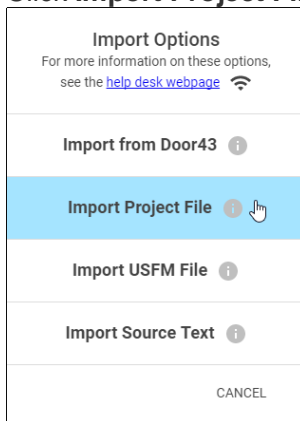 Import Options
For more information on these options,
see the help desk webpage
Import from Door43
Import Project File
Import USFM File
Import Source Text
CANCEL